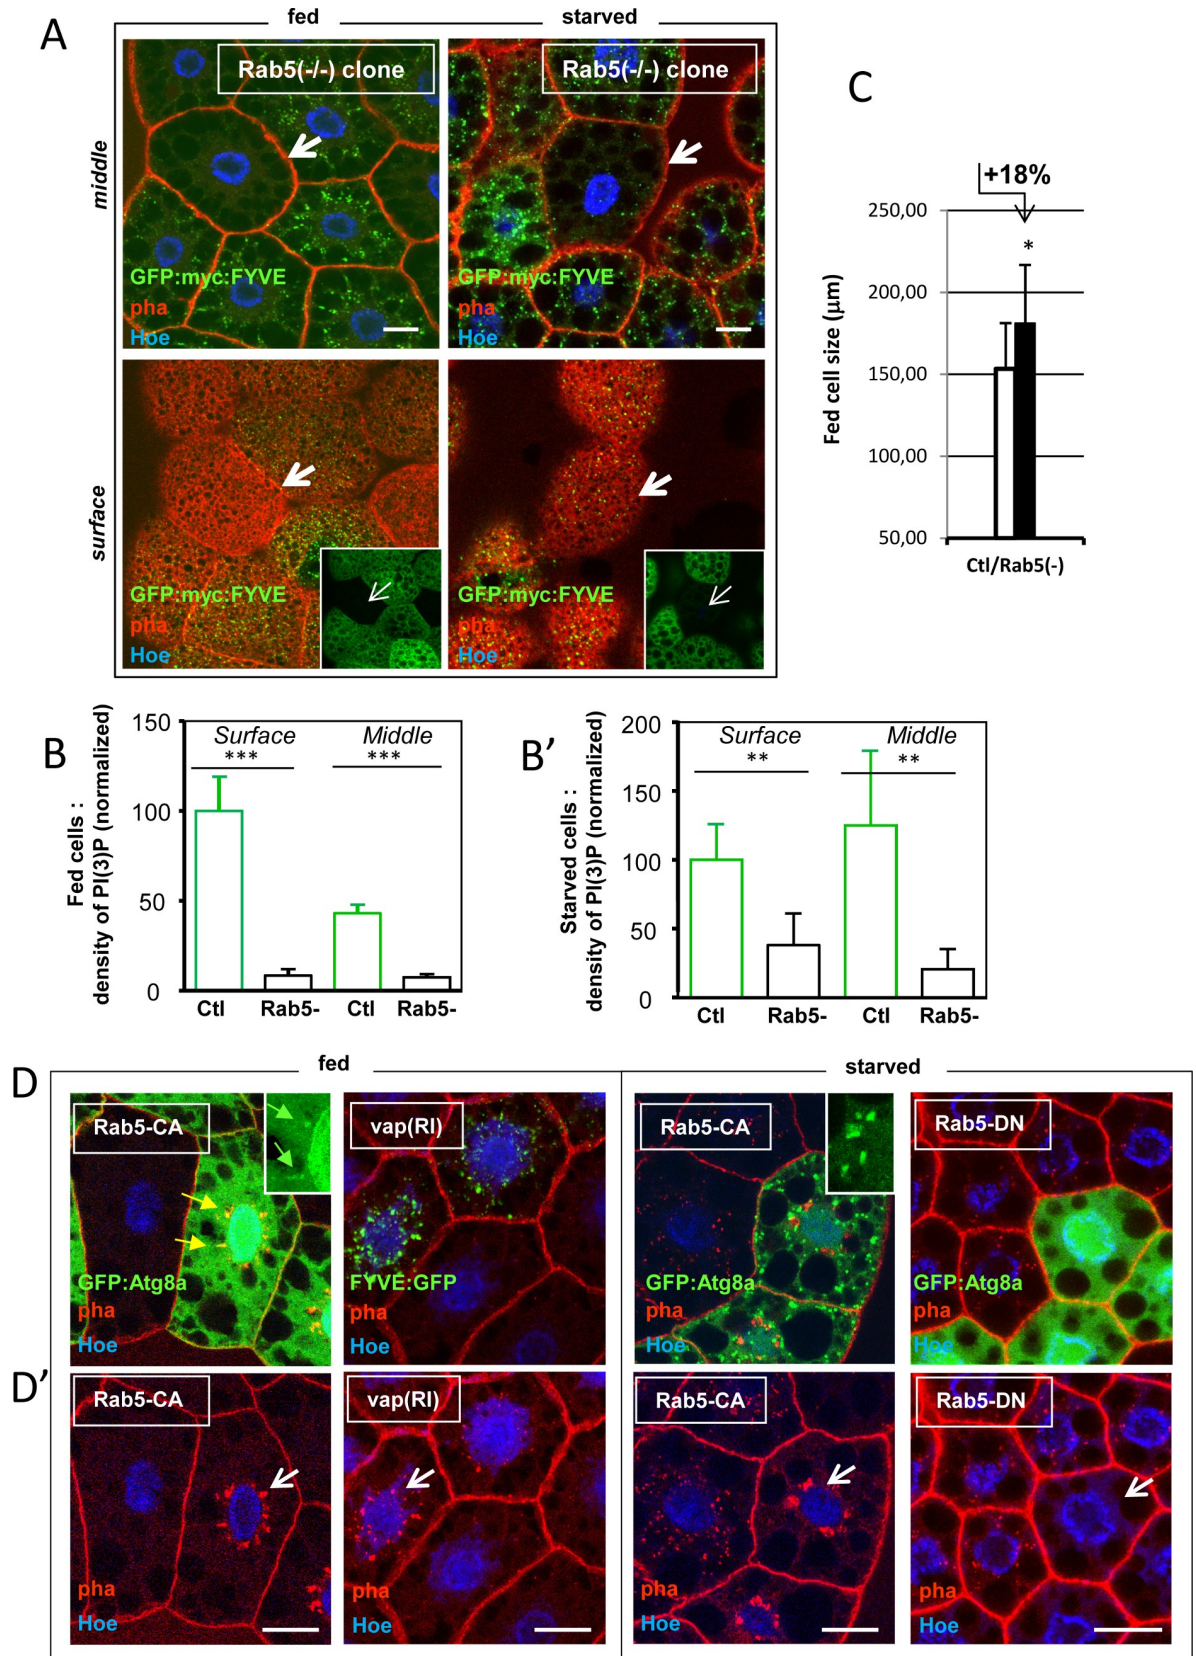 A
fed
starved
Rab5(-/-) clone
Rab5(-/-) clone
middle
GFP:myc:FYVE
pha
Hoe
GFP:myc:FYVE
pha
Hoe
surface
GFP:myc:FYVE
pha
Hoe
GFP:myc:FYVE
pha
Hoe
C
+18%
*
250,00
200,00
150,00
100,00
50,00
Fed cell size (µm)
Ctl/Rab5(-)
B
Fed cells :
density of PI(3)P (normalized)
150
100
50
0
Surface
***
Middle
***
Ctl
Rab5-
Ctl
Rab5-
B'
Starved cells :
density of PI(3)P (normalized)
200
150
100
50
0
Surface
**
Middle
**
Ctl
Rab5-
Ctl
Rab5-
D
fed
starved
Rab5-CA
GFP:Atg8a
pha
Hoe
vap(RI)
FYVE:GFP
pha
Hoe
Rab5-CA
GFP:Atg8a
pha
Hoe
Rab5-DN
GFP:Atg8a
pha
Hoe
D'
Rab5-CA
pha
Hoe
vap(RI)
pha
Hoe
Rab5-CA
pha
Hoe
Rab5-DN
pha
Hoe